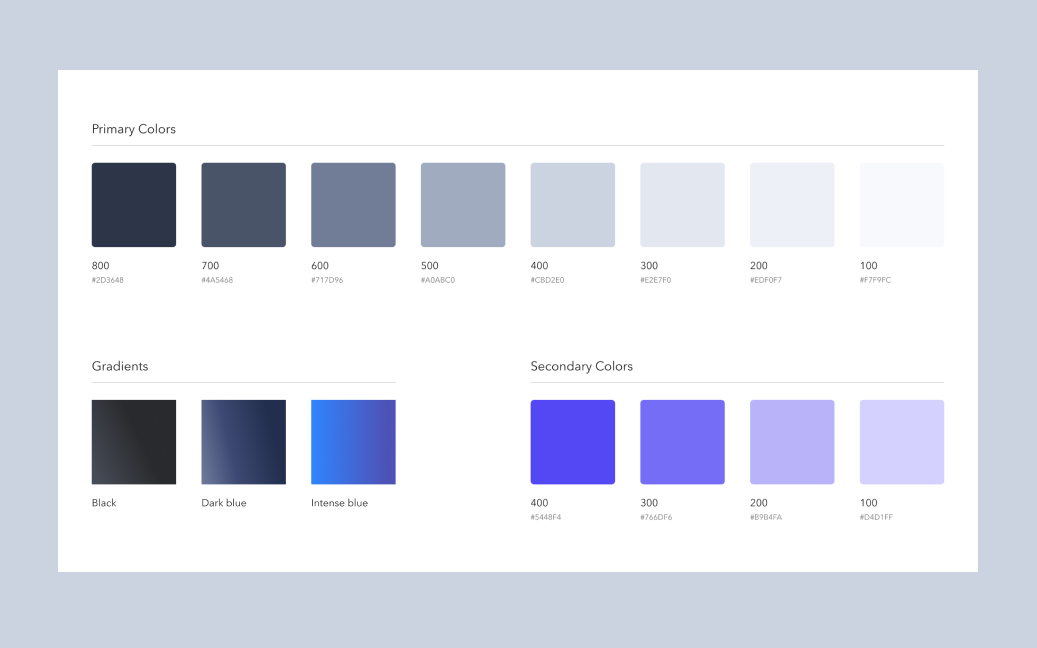 Primary Colors
800 700 600 500 400 300 200 100
#2D3648 #4A5468 #717D96 #A0ABC0 #CBD2E0 #E2E7F0 #EDF0F7 #F7F9FC
Gradients
Black Dark blue Intense blue
Secondary Colors
400 300 200 100
#5448F4 #766DF6 #B9B4FA #D4D1FF